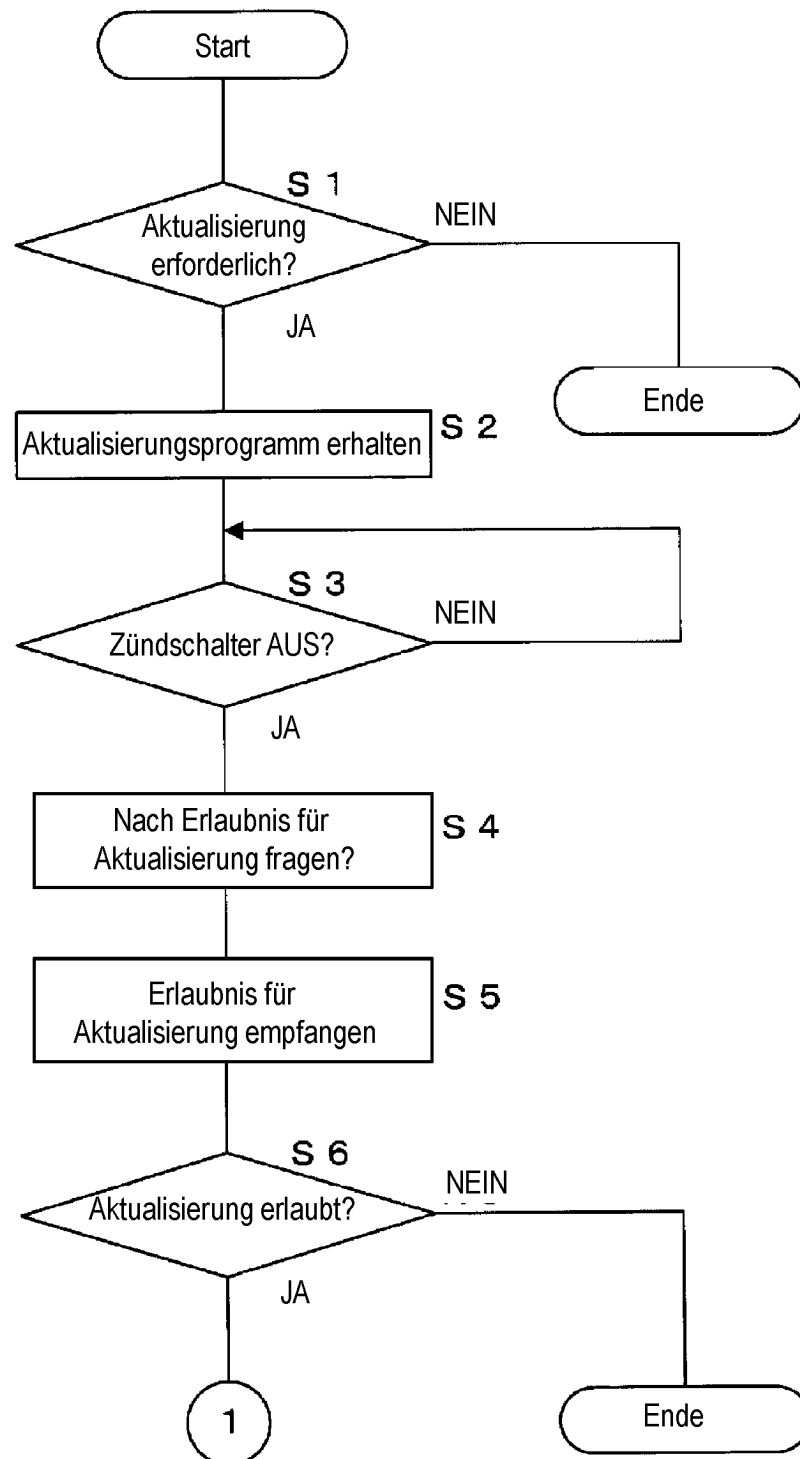 Start
S 1
Aktualisierung
erforderlich?
NEIN
JA
Ende
Aktualisierungsprogramm erhalten
S 2
S 3
Zündschalter AUS?
NEIN
JA
Nach Erlaubnis für
Aktualisierung fragen?
S 4
Erlaubnis für
Aktualisierung empfangen
S 5
S 6
Aktualisierung erlaubt?
NEIN
JA
1
Ende